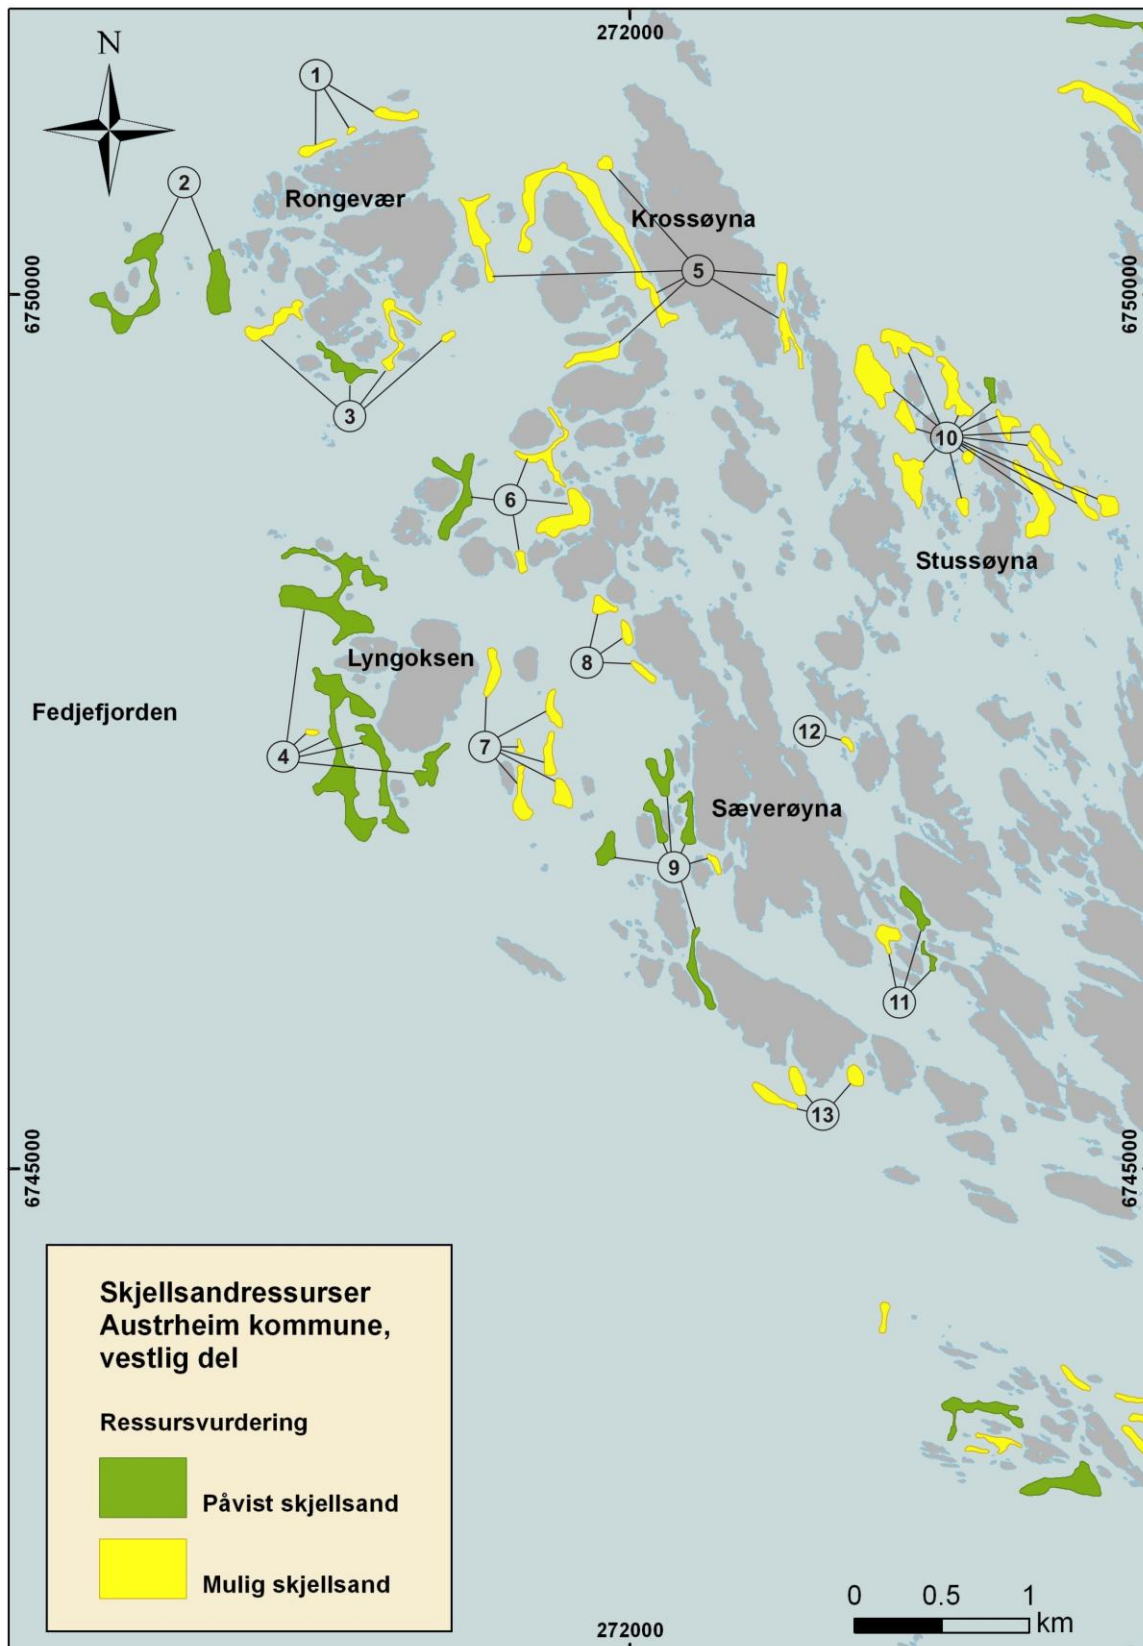 272000
N
1
2
Rongevær
Krossøyna
5
6750000
6750000
3
10
6
Stussøyna
Lyngoksen
8
Fedjefjorden
12
7
4
Sæverøyna
9
11
13
6745000
6745000
Skjellsandressurser
Austrheim kommune,
vestlig del
Ressursvurdering
Påvist skjellsand
Mulig skjellsand
0 0.5 1
km
272000